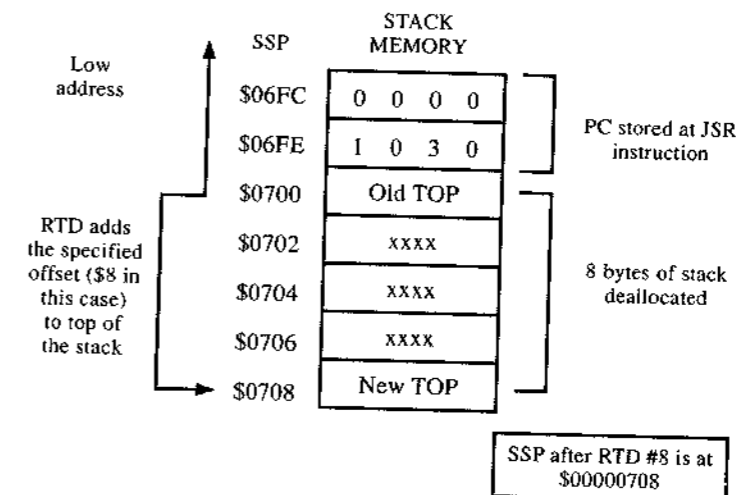 STACK
SSP MEMORY
Low
address
$06FC 0 0 0 0
$06FE 1 0 3 0
PC stored at JSR
instruction
$0700 Old TOP
$0702 xxxx
$0704 xxxx
$0706 xxxx
$0708 New TOP
RTD adds
the specified
offset ($8 in
this case)
to top of
the stack
8 bytes of stack
deallocated
SSP after RTD #8 is at
$00000708